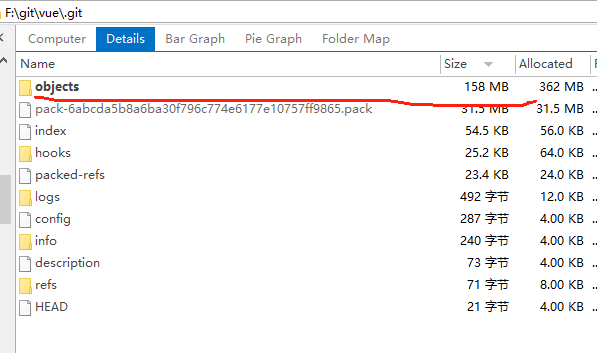 F:\git\vue\.git
Computer Details Bar Graph Pie Graph Folder Map
Name Size Allocated F
objects 158 MB 362 MB ..
pack-6abcda5b8a6ba30f796c774e6177e10757ff9865.pack 31.5 MB 31.5 MB ..
index 54.5 KB 56.0 KB ..
hooks 25.2 KB 64.0 KB ..
packed-refs 23.4 KB 24.0 KB ..
logs 492 字节 12.0 KB ..
config 287 字节 4.00 KB ..
info 240 字节 4.00 KB ..
description 73 字节 4.00 KB ..
refs 71 字节 8.00 KB ..
HEAD 21 字节 4.00 KB ..